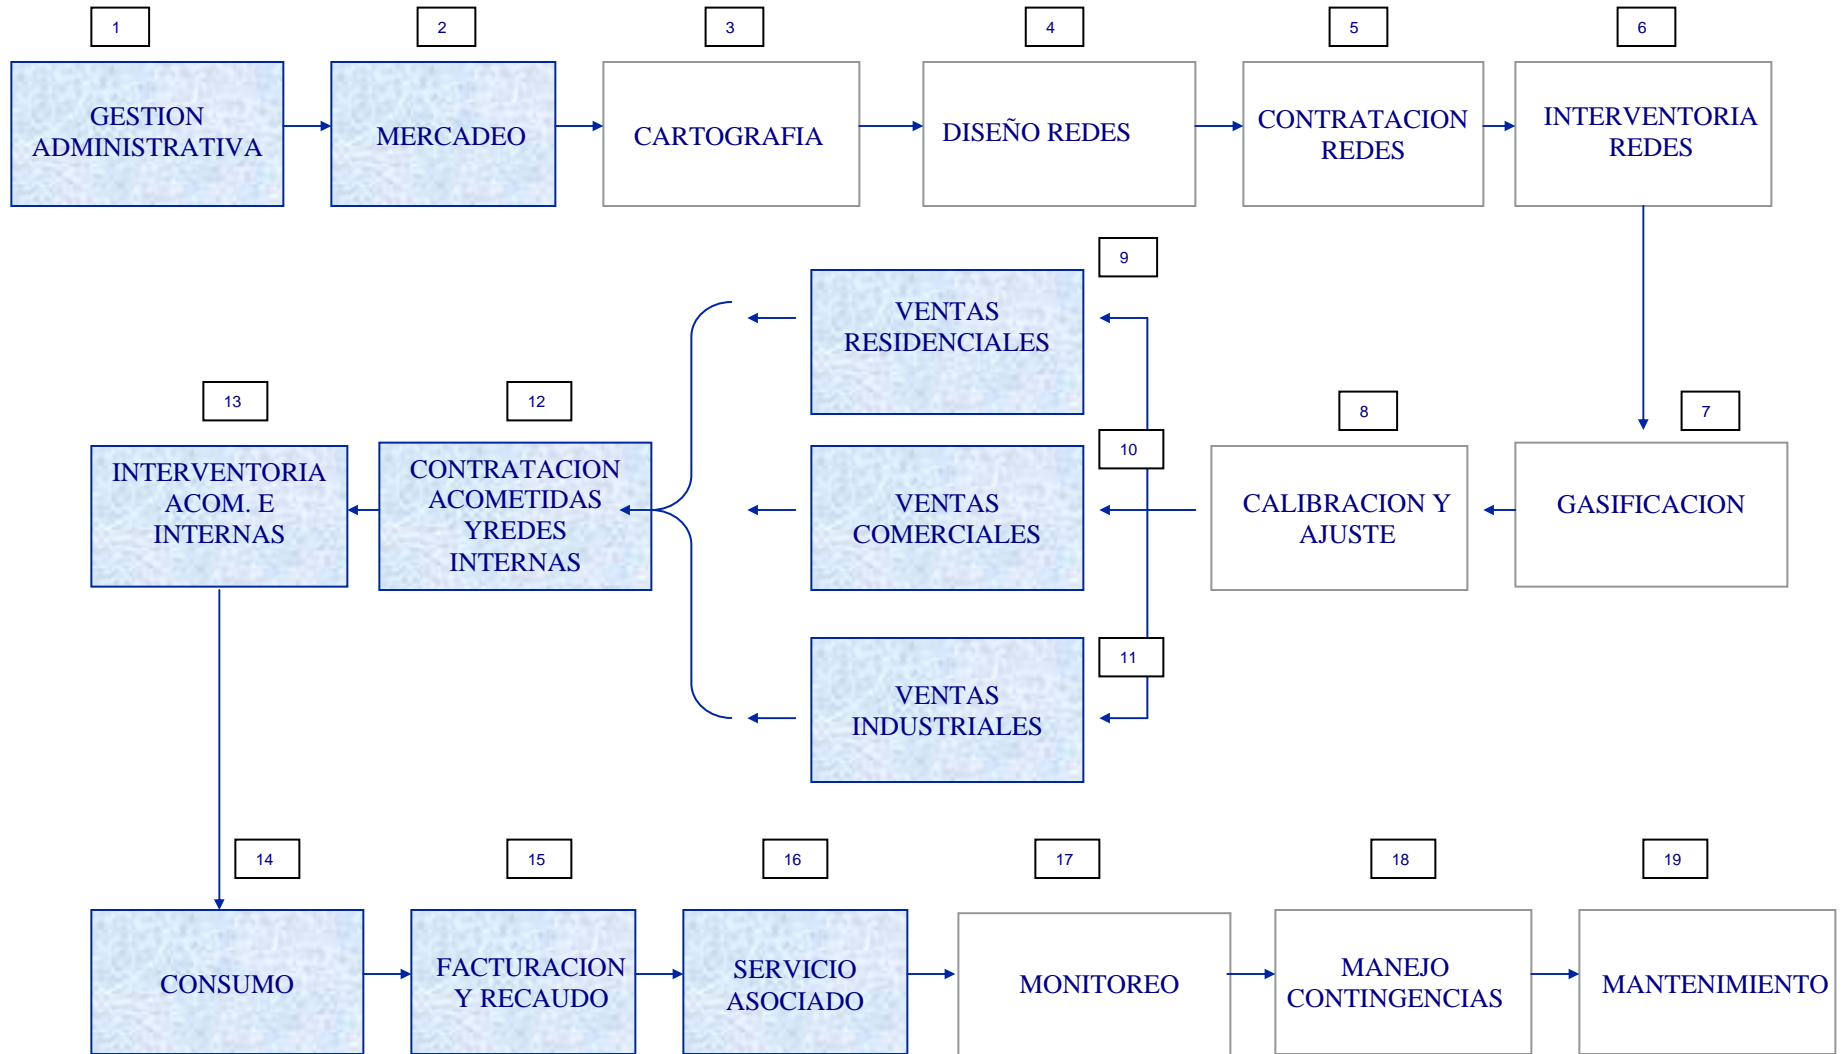 1
2
3
4
5
6
GESTION
ADMINISTRATIVA
MERCADEO
CARTOGRAFIA
DISEÑO REDES
CONTRATACION
REDES
INTERVENTORIA
REDES
7
GASIFICACION
8
CALIBRACION Y
AJUSTE
9
VENTAS
RESIDENCIALES
10
VENTAS
COMERCIALES
11
VENTAS
INDUSTRIALES
12
CONTRATACION
ACOMETIDAS
YREDES
INTERNAS
13
INTERVENTORIA
ACOM. E
INTERNAS
14
15
16
17
18
19
CONSUMO
FACTURACION
Y RECAUDO
SERVICIO
ASOCIADO
MONITOREO
MANEJO
CONTINGENCIAS
MANTENIMIENTO